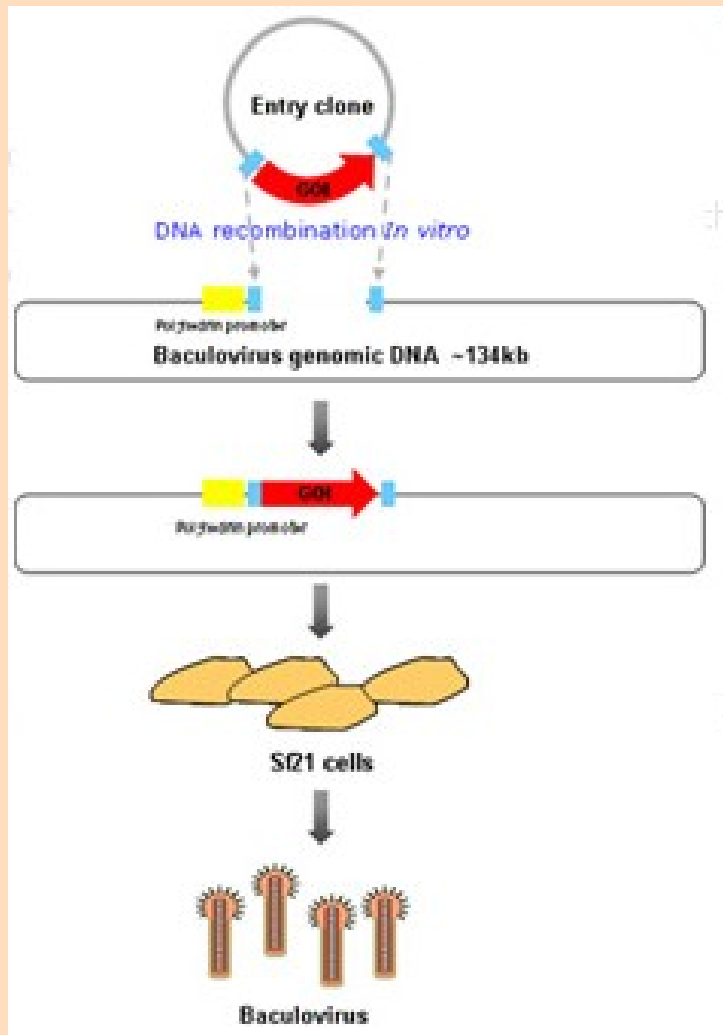 Entry clone
GOI
DNA recombination In vitro
Polyhedrin promoter
Baculovirus genomic DNA ~134kb
GOI
Polyhedrin promoter
Sf21 cells
Baculovirus